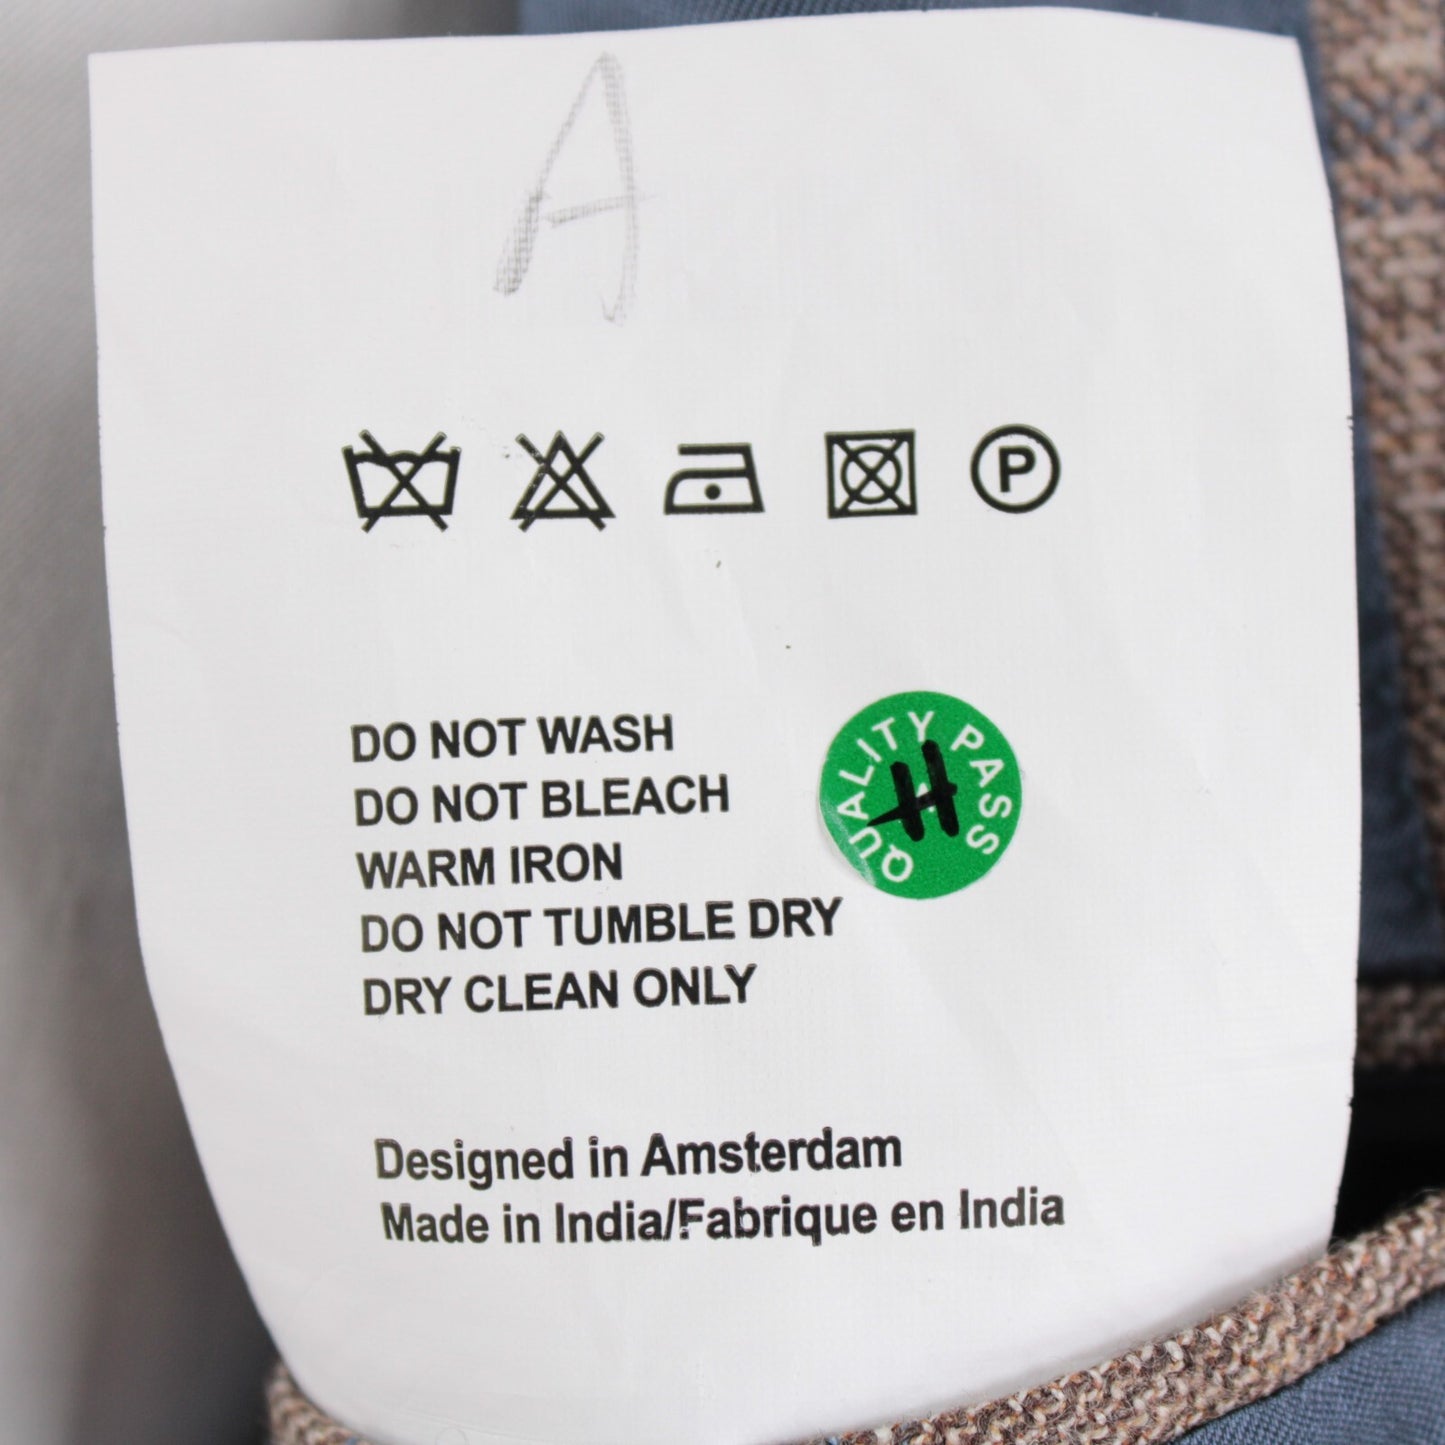 A
P
DO NOT WASH
DO NOT BLEACH
WARM IRON
DO NOT TUMBLE DRY
DRY CLEAN ONLY
QUALITY PASS
H
Designed in Amsterdam
Made in India/Fabrique en India